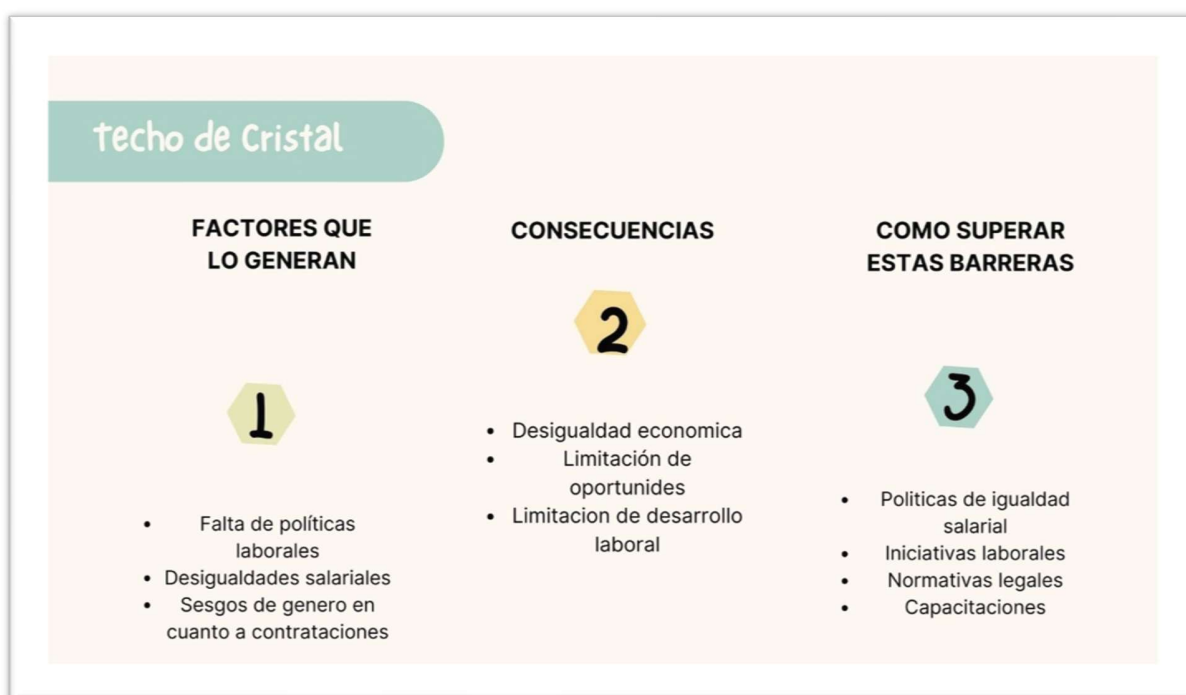 Techo de Cristal
FACTORES QUE
LO GENERAN
1
• Falta de políticas
laborales
• Desigualdades salariales
• Sesgos de genero en
cuanto a contrataciones
CONSECUENCIAS
2
• Desigualdad economica
• Limitación de
oportunides
• Limitacion de desarrollo
laboral
COMO SUPERAR
ESTAS BARRERAS
3
• Politicas de igualdad
salarial
• Iniciativas laborales
• Normativas legales
• Capacitaciones